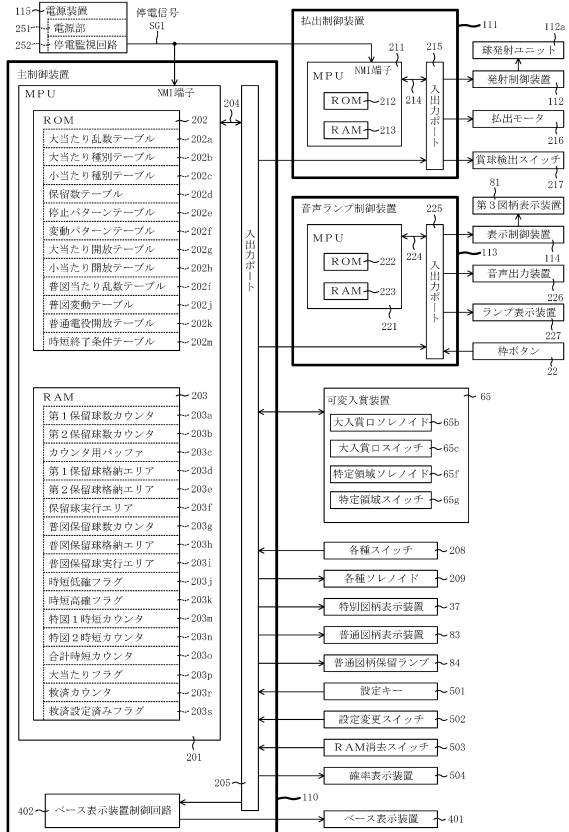 115
電源装置
251
電源部
252
停電監視回路
停電信号
SG1
主制御装置
MPU
NMI端子
204
ROM
202
大当たり乱数テーブル
202a
大当たり種別テーブル
202b
小当たり種別テーブル
202c
保留数テーブル
202d
停止パターンテーブル
202e
変動パターンテーブル
202f
大当たり開放テーブル
202g
小当たり開放テーブル
202h
普図当たり乱数テーブル
202i
普図変動テーブル
202j
普通電役開放テーブル
202k
時短終了条件テーブル
202m
RAM
203
第1保留球数カウンタ
203a
第2保留球数カウンタ
203b
カウンタ用バッファ
203c
第1保留球格納エリア
203d
第2保留球格納エリア
203e
保留球実行エリア
203f
普図保留球数カウンタ
203g
普図保留球格納エリア
203h
普図保留球実行エリア
203i
時短低確フラグ
203j
時短高確フラグ
203k
特図1時短カウンタ
203m
特図2時短カウンタ
203n
合計時短カウンタ
203o
大当たりフラグ
203p
救済カウンタ
203r
救済設定済みフラグ
203s
201
入出力ポート
205
110
402
ベース表示装置制御回路
払出制御装置
111
NMI端子
211
215
MPU
ROM
212
RAM
213
214
入出力ポート
112a
球発射ユニット
発射制御装置
112
払出モータ
216
賞球検出スイッチ
217
音声ランプ制御装置
225
MPU
ROM
222
RAM
223
221
224
入出力ポート
113
81
第3図柄表示装置
表示制御装置
114
音声出力装置
226
ランプ表示装置
227
枠ボタン
22
可変入賞装置
65
大入賞口ソレノイド
65b
大入賞口スイッチ
65c
特定領域ソレノイド
65f
特定領域スイッチ
65g
各種スイッチ
208
各種ソレノイド
209
特別図柄表示装置
37
普通図柄表示装置
83
普通図柄保留ランプ
84
設定キー
501
設定変更スイッチ
502
RAM消去スイッチ
503
確率表示装置
504
ベース表示装置
401